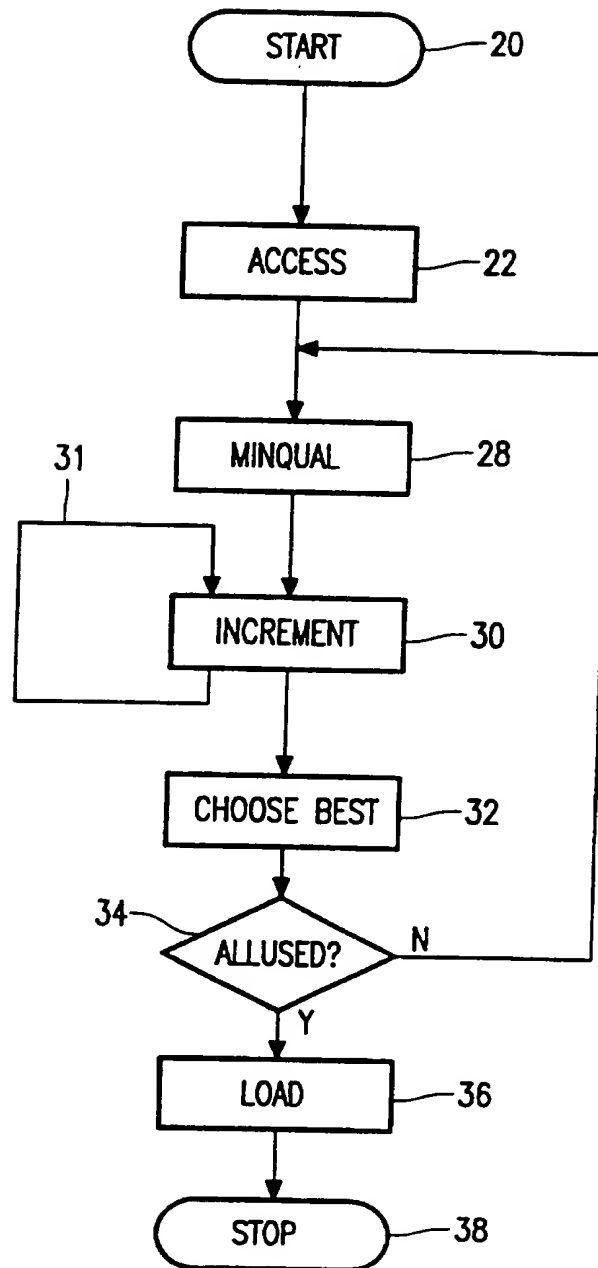 START 20
ACCESS 22
MINQUAL 28
31
INCREMENT 30
CHOOSE BEST 32
34
ALLUSED? N
Y
LOAD 36
STOP 38